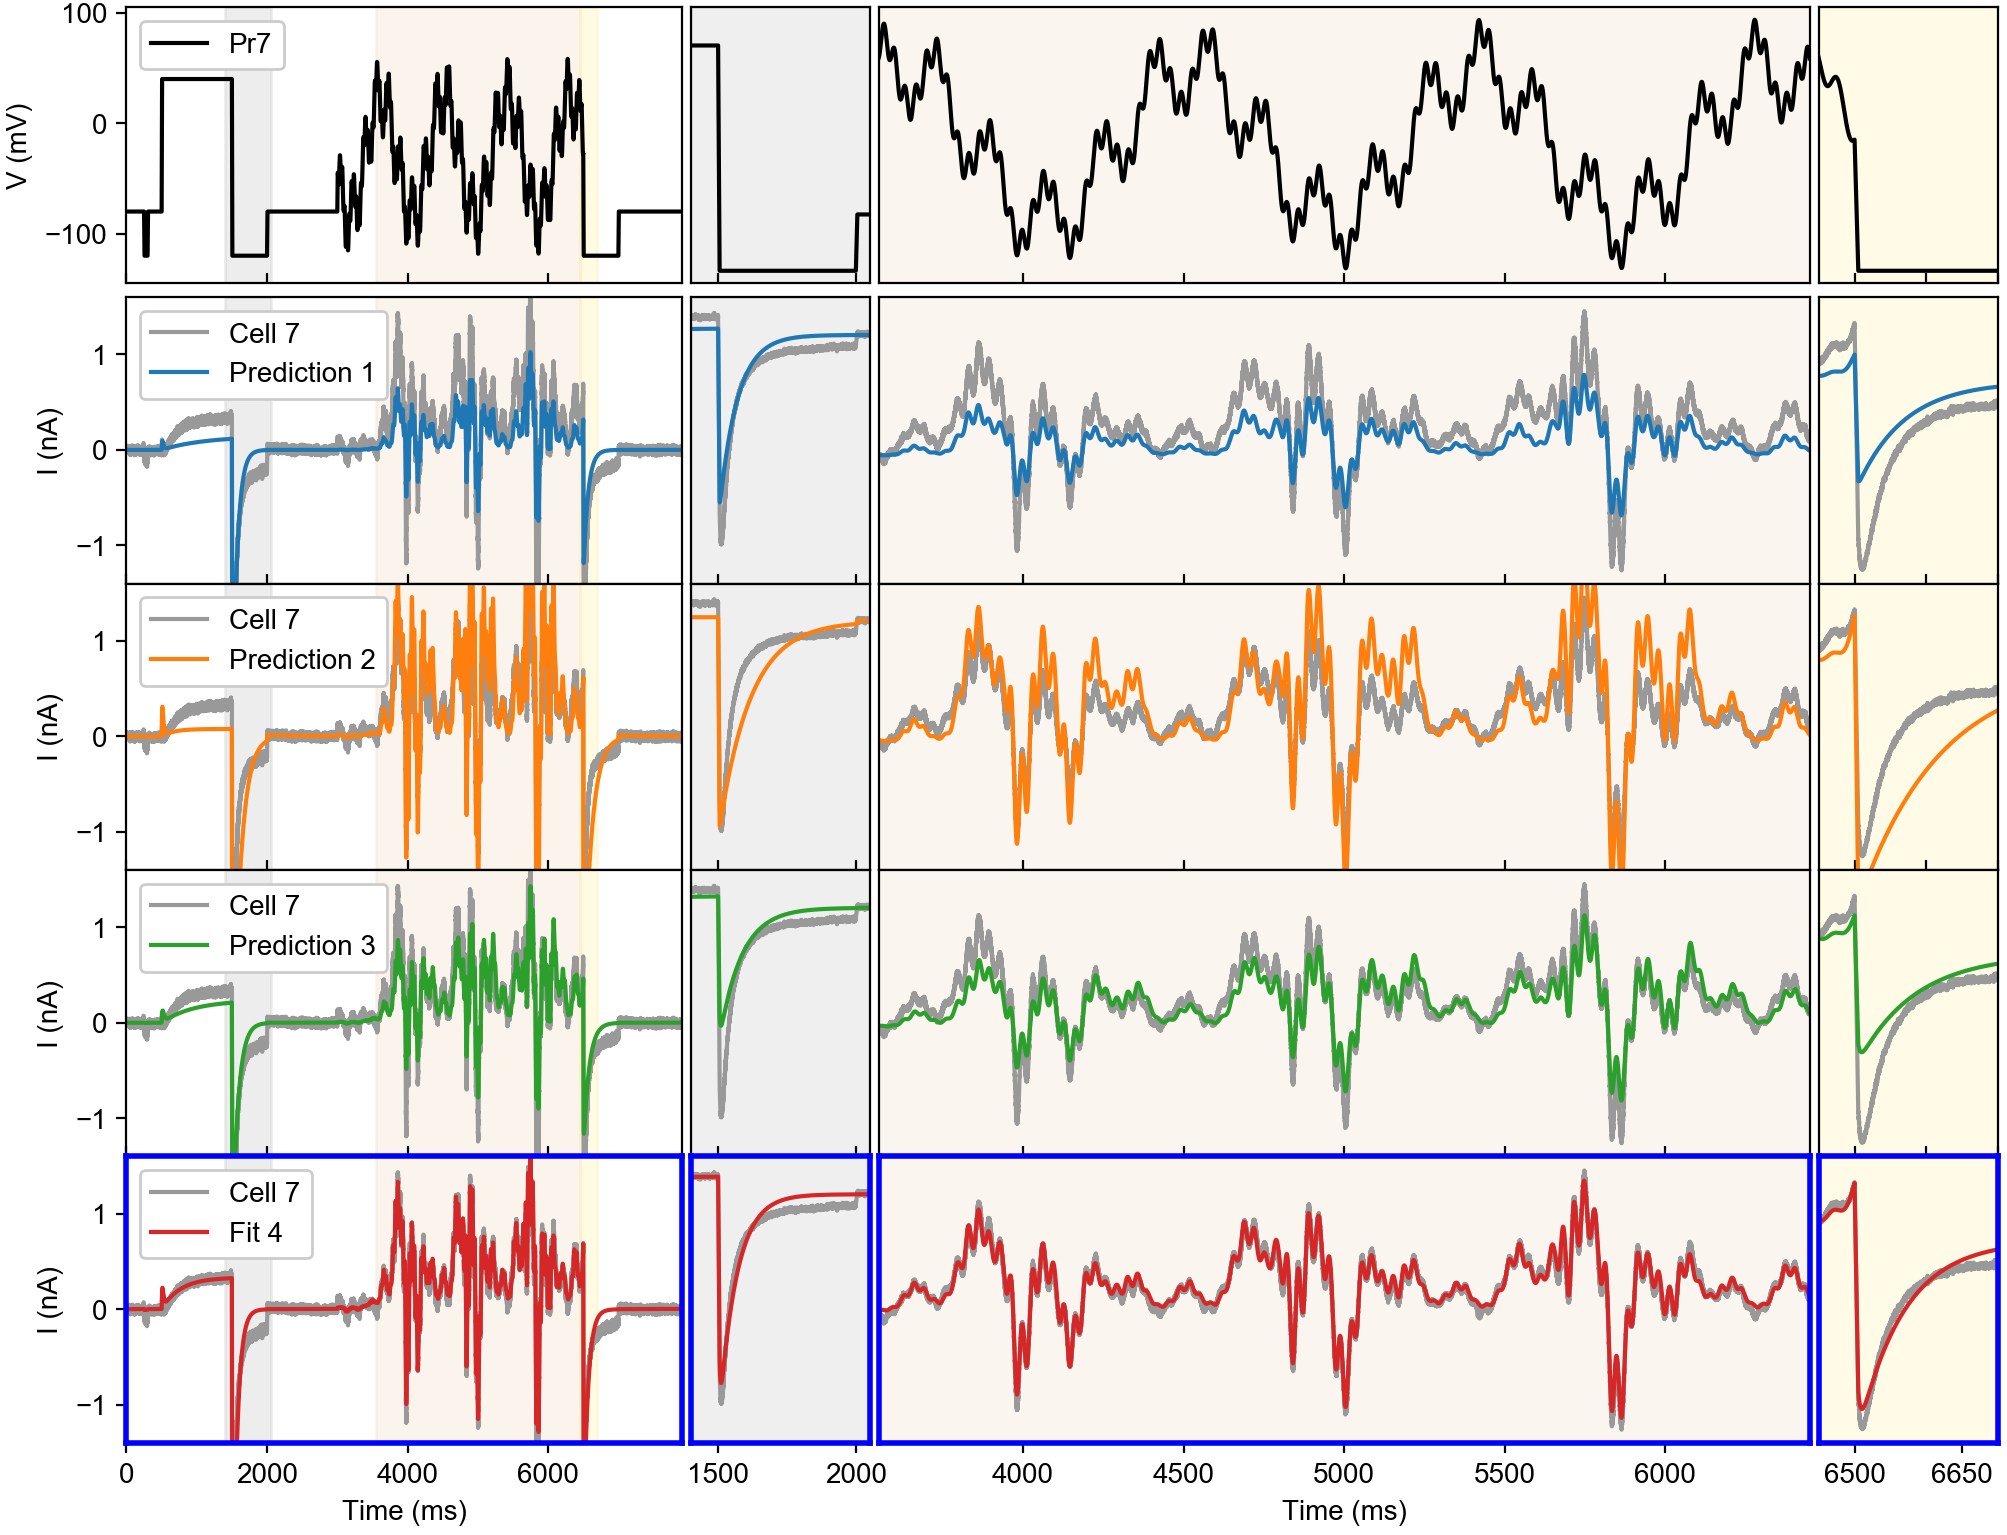 100
0
−100
V (mV)
Pr7
1
0
−1
I (nA)
Cell 7
Prediction 1
1
0
−1
I (nA)
Cell 7
Prediction 2
1
0
−1
I (nA)
Cell 7
Prediction 3
1
0
−1
I (nA)
Cell 7
Fit 4
0 2000 4000 6000 1500 2000 4000 4500 5000 5500 6000 6500 6650
Time (ms) Time (ms)